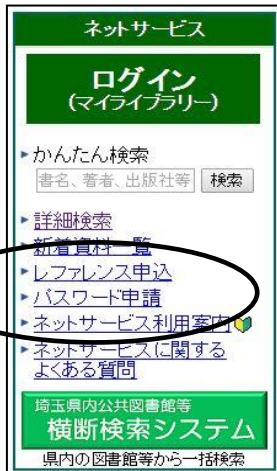 ネットサービス
ログイン
(マイライブラリー)
かんたん検索
書名、著者、出版社等 検索
詳細検索
新着資料一覧
レファレンス申込
パスワード申請
ネットサービス利用案内
ネットサービスに関する
よくある質問
埼玉県内公共図書館等
横断検索システム
県内の図書館等から一括検索